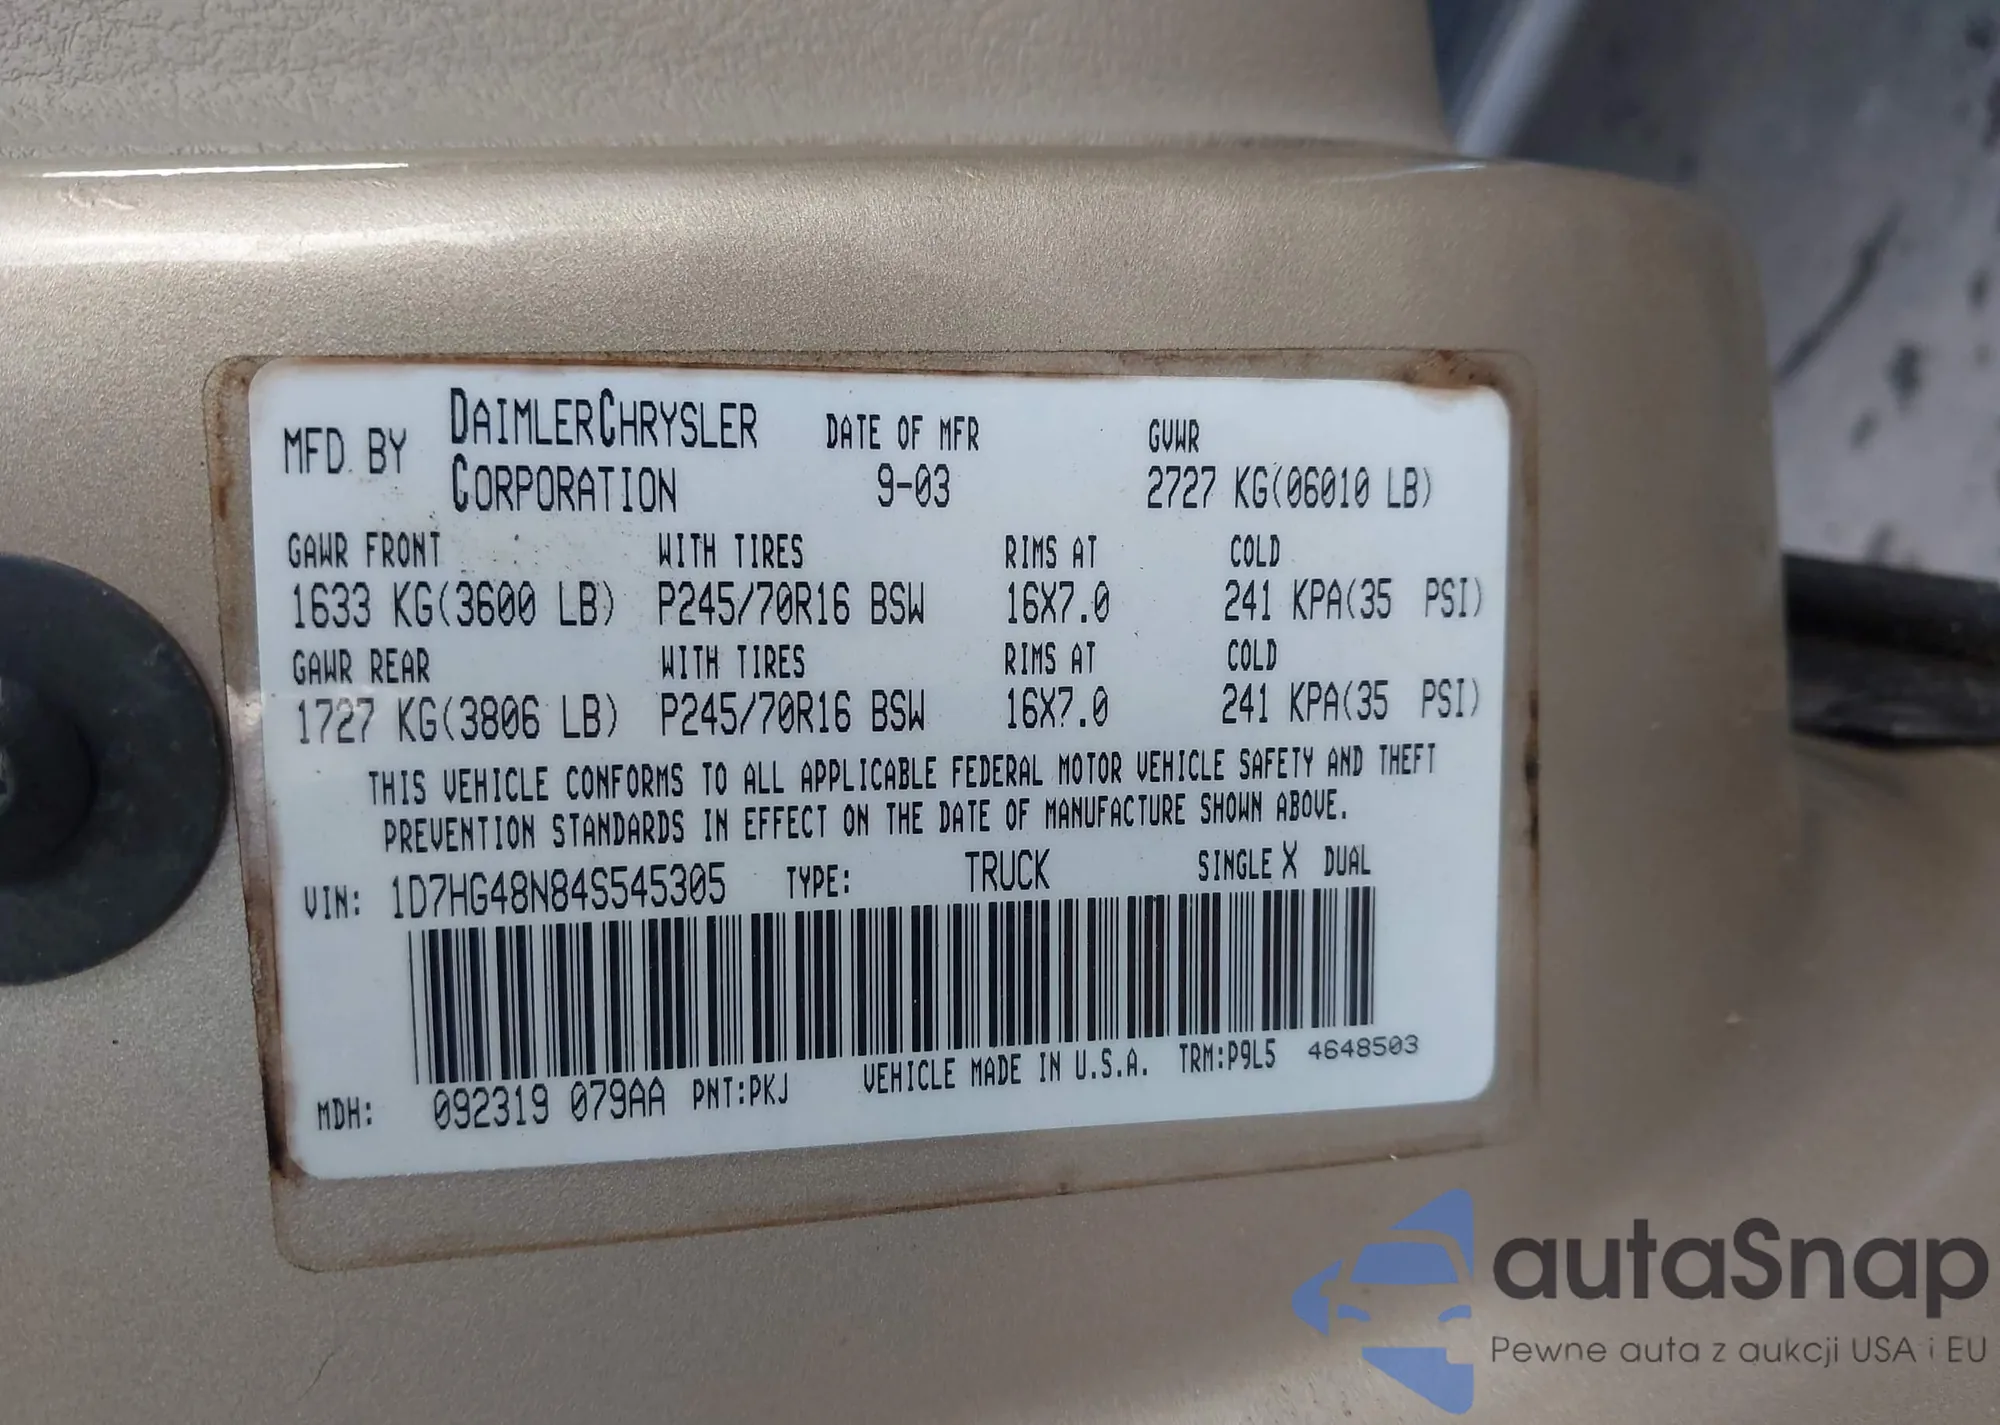 MFD. BY DAIMLERCHRYSLER CORPORATION
DATE OF MFR
9-03
GVWR
2727 KG(06010 LB)
GAWR FRONT WITH TIRES RIMS AT COLD
1633 KG(3600 LB) P245/70R16 BSW 16X7.0 241 KPA(35 PSI)
GAWR REAR WITH TIRES RIMS AT COLD
1727 KG(3806 LB) P245/70R16 BSW 16X7.0 241 KPA(35 PSI)
THIS VEHICLE CONFORMS TO ALL APPLICABLE FEDERAL MOTOR VEHICLE SAFETY AND THEFT
PREVENTION STANDARDS IN EFFECT ON THE DATE OF MANUFACTURE SHOWN ABOVE.
VIN: 1D7HG48N84S545305 TYPE: TRUCK SINGLE X DUAL
MDH: 092319 079AA PNT:PKJ VEHICLE MADE IN U.S.A. TRM:P9L5 4648503
autaSnap
Pewne auta z aukcji USA i EU